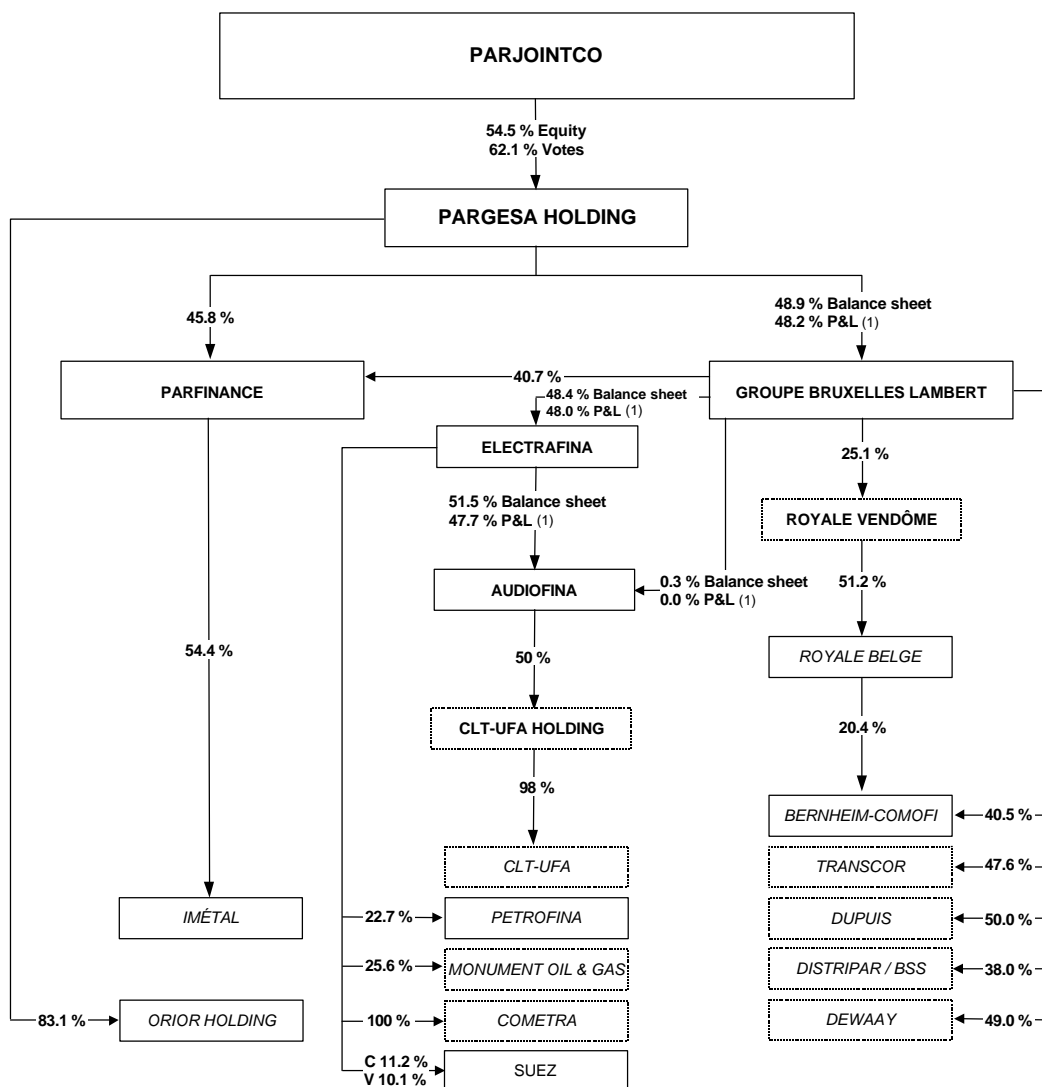 PARJOINTCO
54.5 % Equity
62.1 % Votes
PARGESA HOLDING
45.8 %
48.9 % Balance sheet
48.2 % P&L (1)
PARFINANCE
40.7 %
GROUPE BRUXELLES LAMBERT
48.4 % Balance sheet
48.0 % P&L (1)
ELECTRAFINA
25.1 %
51.5 % Balance sheet
47.7 % P&L (1)
ROYALE VENDÔME
AUDIOFINA
0.3 % Balance sheet
0.0 % P&L (1)
51.2 %
54.4 %
50 %
ROYALE BELGE
CLT-UFA HOLDING
20.4 %
98 %
BERNHEIM-COMOFI
40.5 %
CLT-UFA
TRANSCOR
47.6 %
IMÉTAL
22.7 %
PETROFINA
DUPUIS
50.0 %
25.6 %
MONUMENT OIL & GAS
DISTRIPAR / BSS
38.0 %
83.1 %
ORIOR HOLDING
100 %
COMETRA
DEWAAY
49.0 %
C 11.2 %
V 10.1 %
SUEZ